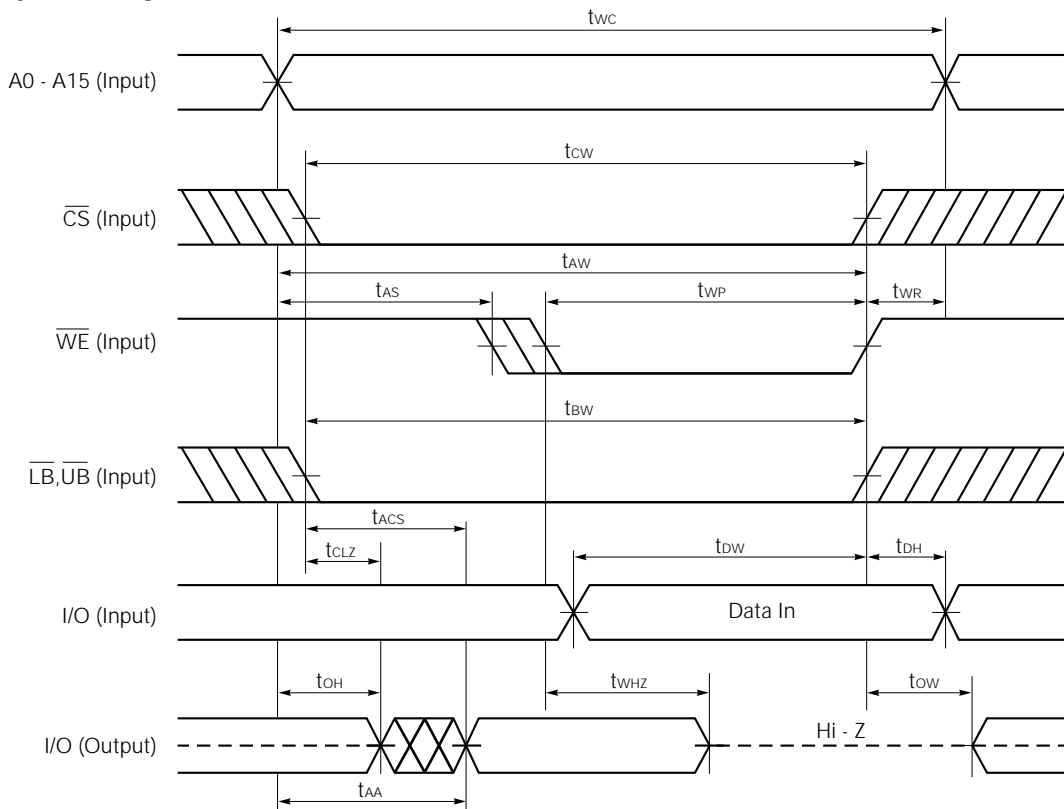 tWC
A0 - A15 (Input)
tCW
CS (Input)
tAW
tAS
tWP
tWR
WE (Input)
tBW
LB,UB (Input)
tACS
tCLZ
tDW
tDH
I/O (Input)
Data In
tOH
tWHZ
tOW
I/O (Output)
Hi - Z
tAA